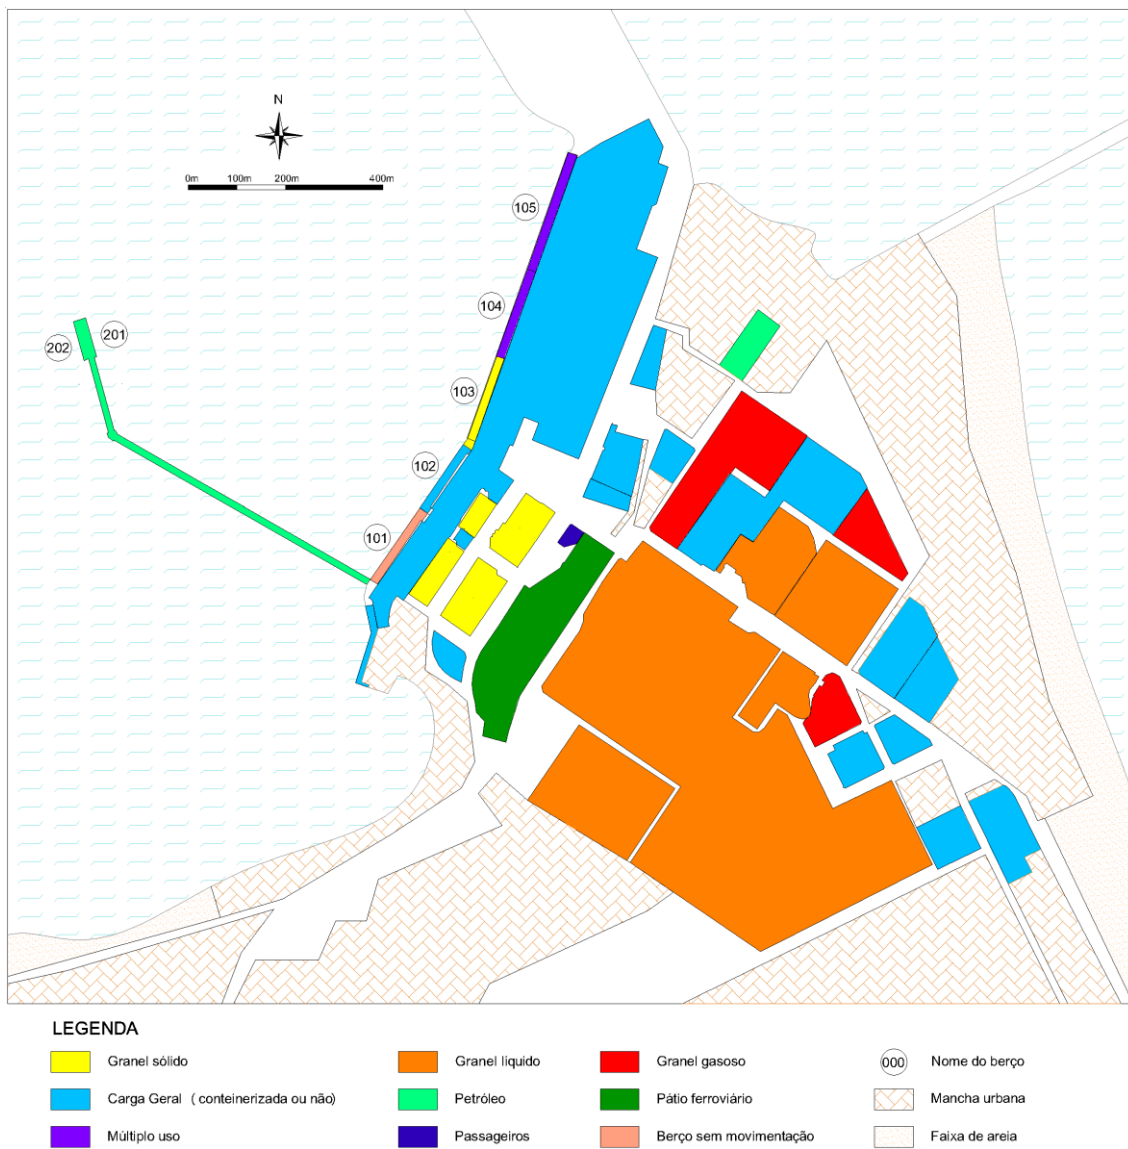 N
0m 100m 200m 400m
105
104
201
202
103
102
101
LEGENDA
Granel sólido
Granel líquido
Granel gasoso
000 Nome do berço
Carga Geral ( conteinerizada ou não)
Petróleo
Pátio ferroviário
Mancha urbana
Múltiplo uso
Passageiros
Berço sem movimentação
Faixa de areia